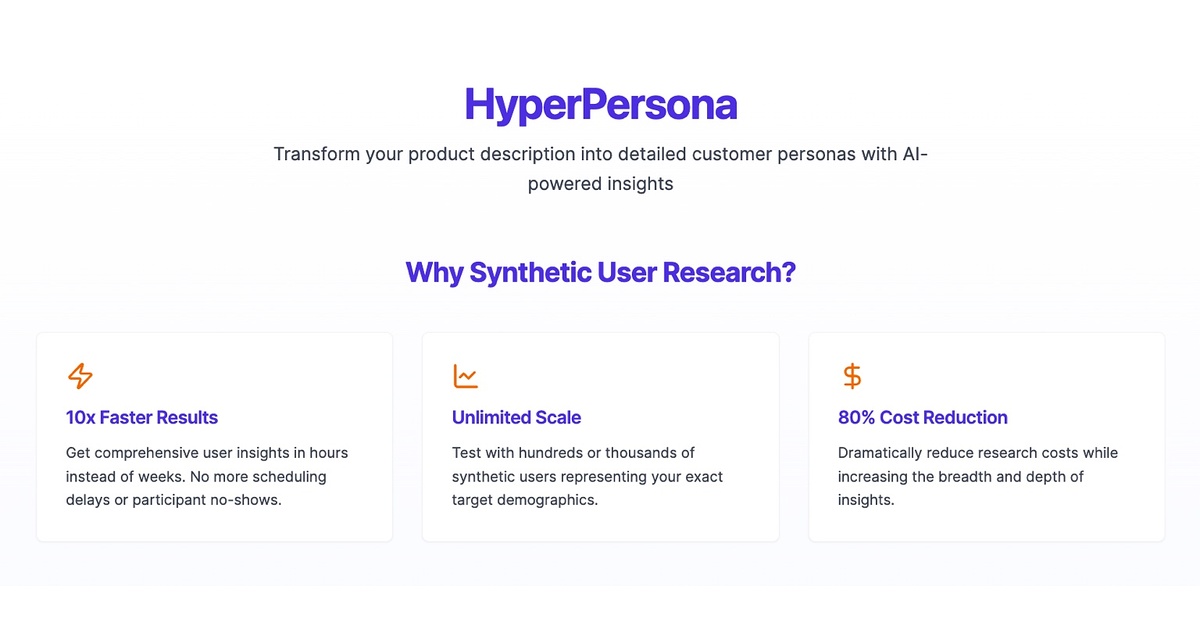 HyperPersona
Transform your product description into detailed customer personas with AI-
powered insights
Why Synthetic User Research?
10x Faster Results
Get comprehensive user insights in hours
instead of weeks. No more scheduling
delays or participant no-shows.
Unlimited Scale
Test with hundreds or thousands of
synthetic users representing your exact
target demographics.
80% Cost Reduction
Dramatically reduce research costs while
increasing the breadth and depth of
insights.